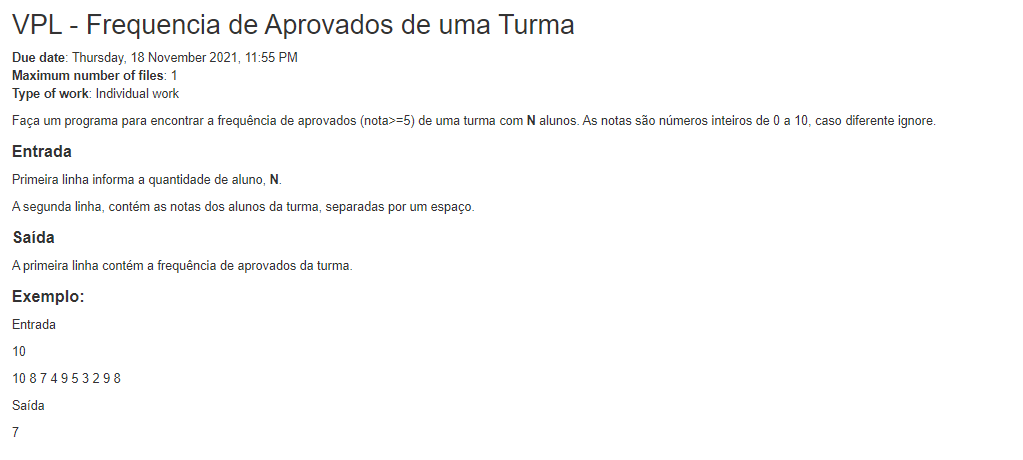 VPL - Frequencia de Aprovados de uma Turma
Due date: Thursday, 18 November 2021, 11:55 PM
Maximum number of files: 1
Type of work: Individual work
Faça um programa para encontrar a frequência de aprovados (nota>=5) de uma turma com N alunos. As notas são números inteiros de 0 a 10, caso diferente ignore.
Entrada
Primeira linha informa a quantidade de aluno, N.
A segunda linha, contém as notas dos alunos da turma, separadas por um espaço.
Saída
A primeira linha contém a frequência de aprovados da turma.
Exemplo:
Entrada
10
10 8 7 4 9 5 3 2 9 8
Saída
7